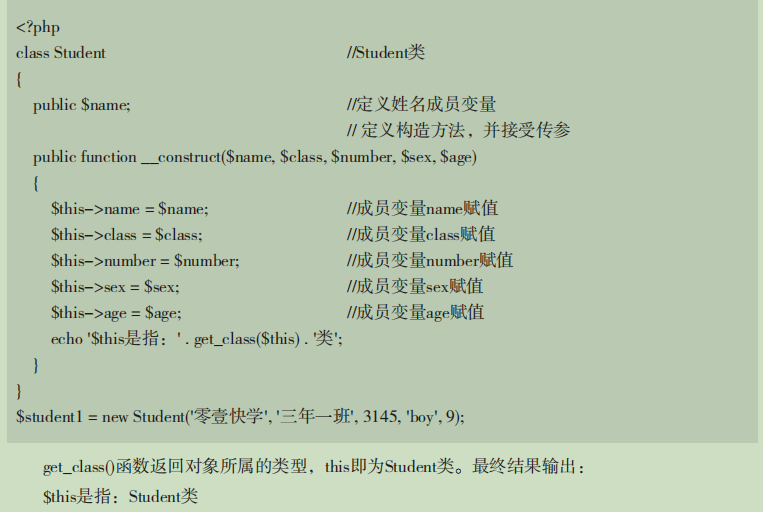 <?php
class Student //Student类
{
public $name; //定义姓名成员变量
// 定义构造方法，并接受传参
public function __construct($name, $class, $number, $sex, $age)
{
$this->name = $name; //成员变量name赋值
$this->class = $class; //成员变量class赋值
$this->number = $number; //成员变量number赋值
$this->sex = $sex; //成员变量sex赋值
$this->age = $age; //成员变量age赋值
echo '$this是指：' . get_class($this) . '类';
}
}
$student1 = new Student('零壹快学', '三年一班', 3145, 'boy', 9);
get_class()函数返回对象所属的类型，this即为Student类。最终结果输出：
$this是指：Student类